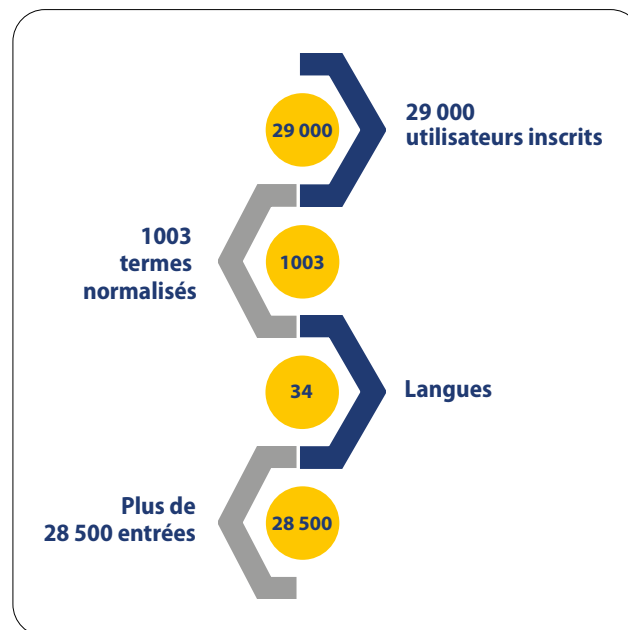 29 000
29 000
utilisateurs inscrits
1003
termes
normalisés
1003
34
Langues
Plus de
28 500 entrées
28 500